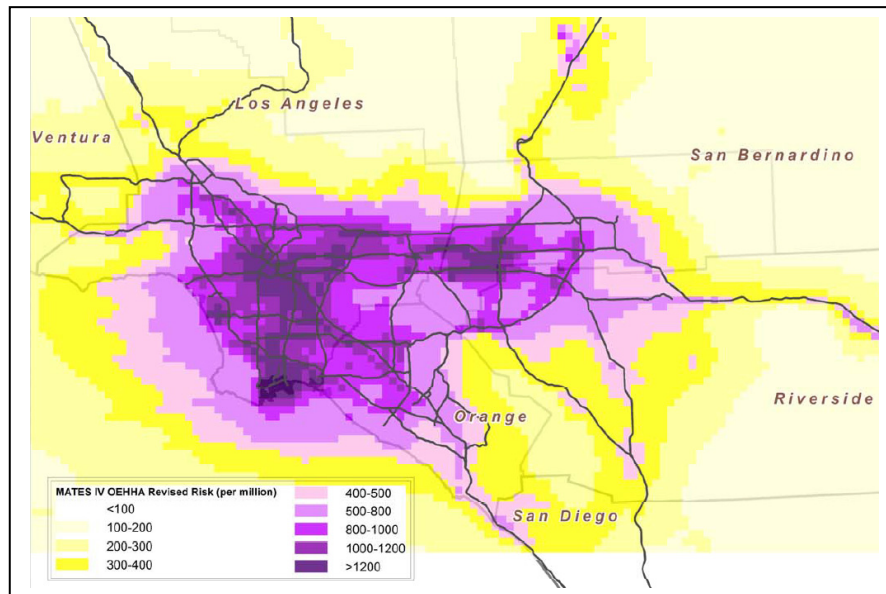 Los Angeles
Ventura
San Bernardino
Riverside
Orange
San Diego
MATES IV OEHHA Revised Risk (per million)
<100
100-200
200-300
300-400
400-500
500-800
800-1000
1000-1200
>1200